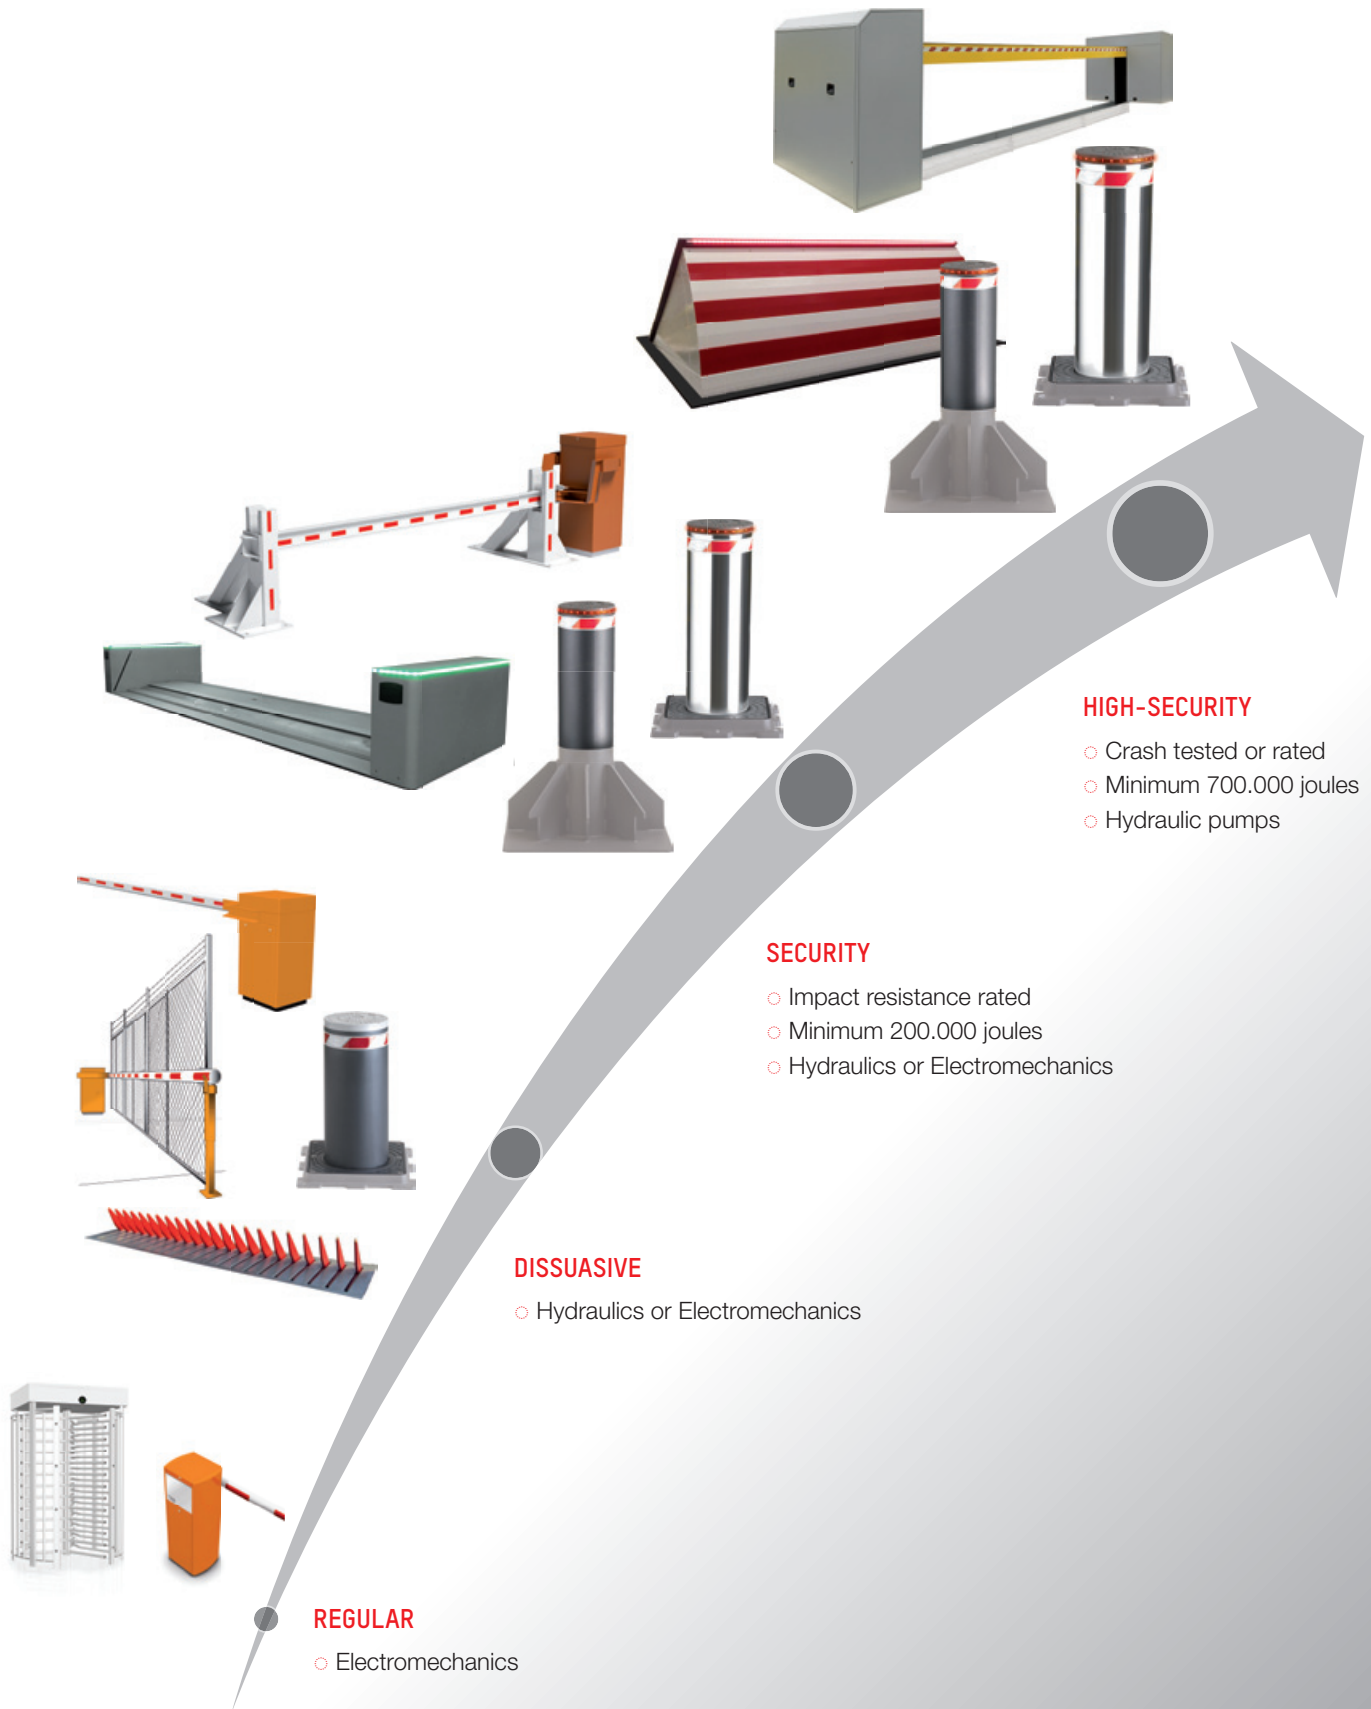 HIGH-SECURITY
Crash tested or rated
Minimum 700.000 joules
Hydraulic pumps
SECURITY
Impact resistance rated
Minimum 200.000 joules
Hydraulics or Electromechanics
DISSUASIVE
Hydraulics or Electromechanics
REGULAR
Electromechanics